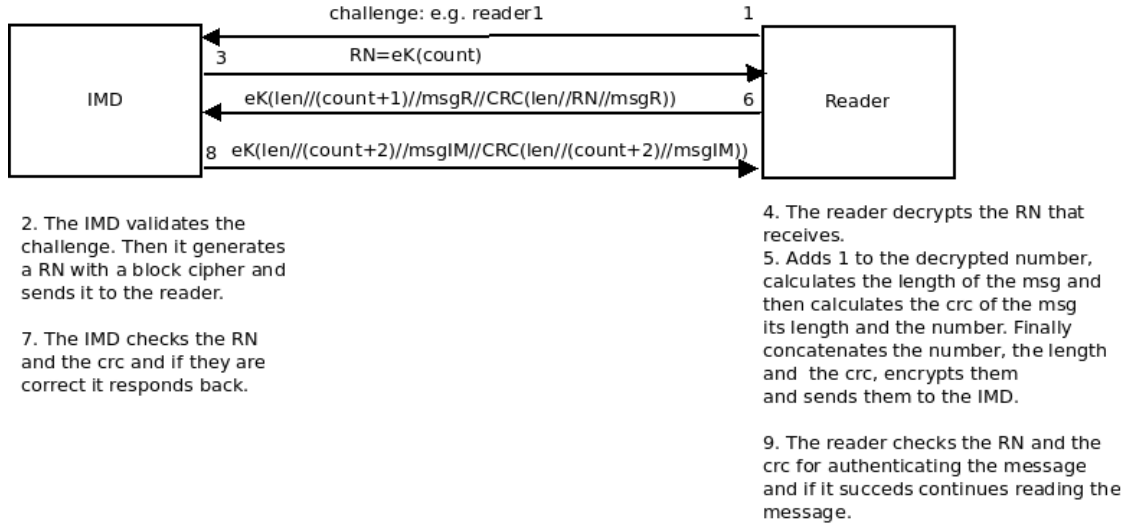 challenge: e.g. reader1 1
3 RN=eK(count)
IMD
eK(len//(count+1)//msgR//CRC(len//RN//msgR)) 6
Reader
8 eK(len//(count+2)//msgIM//CRC(len//(count+2)//msgIM))
2. The IMD validates the
challenge. Then it generates
a RN with a block cipher and
sends it to the reader.
7. The IMD checks the RN
and the crc and if they are
correct it responds back.
4. The reader decrypts the RN that
receives.
5. Adds 1 to the decrypted number,
calculates the length of the msg and
then calculates the crc of the msg
its length and the number. Finally
concatenates the number, the length
and the crc, encrypts them
and sends them to the IMD.
9. The reader checks the RN and the
crc for authenticating the message
and if it succeds continues reading the
message.